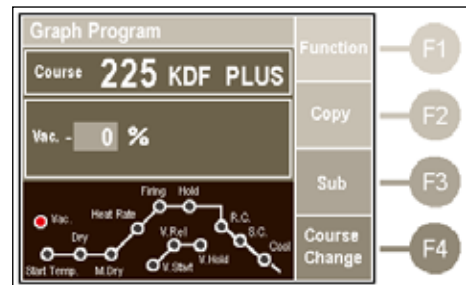 Graph Program
Course 225 KDF PLUS
Vac. - 0 %
Firing Hold
Vac. Heat Rate R.C.
Dry V.Rel S.C.
V.Hold Cool
Start Temp. M.Dry V.Start
Function
Copy
Sub
Course
Change
F1
F2
F3
F4